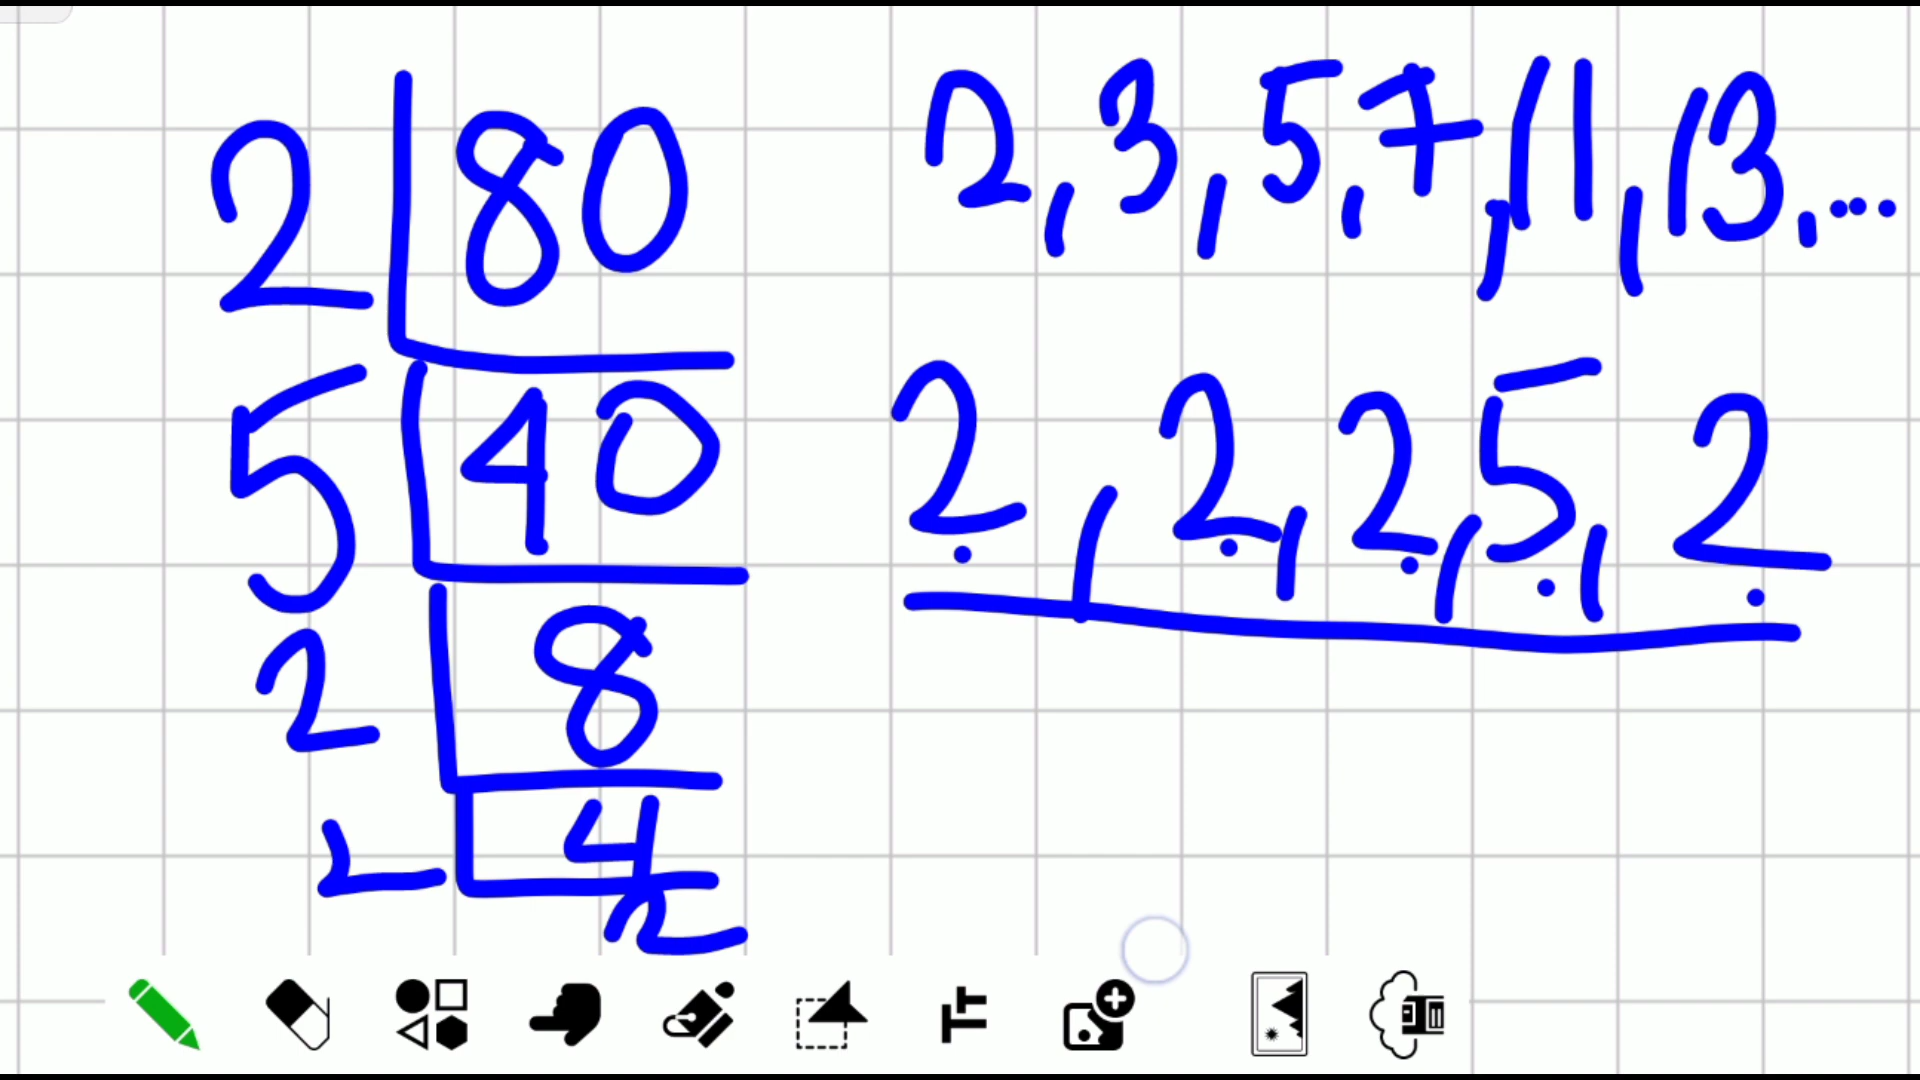 2 80 2, 3, 5, 7, 11, 13, ...
5 40 2, 2, 2, 5, 2
2 8
2 4
2